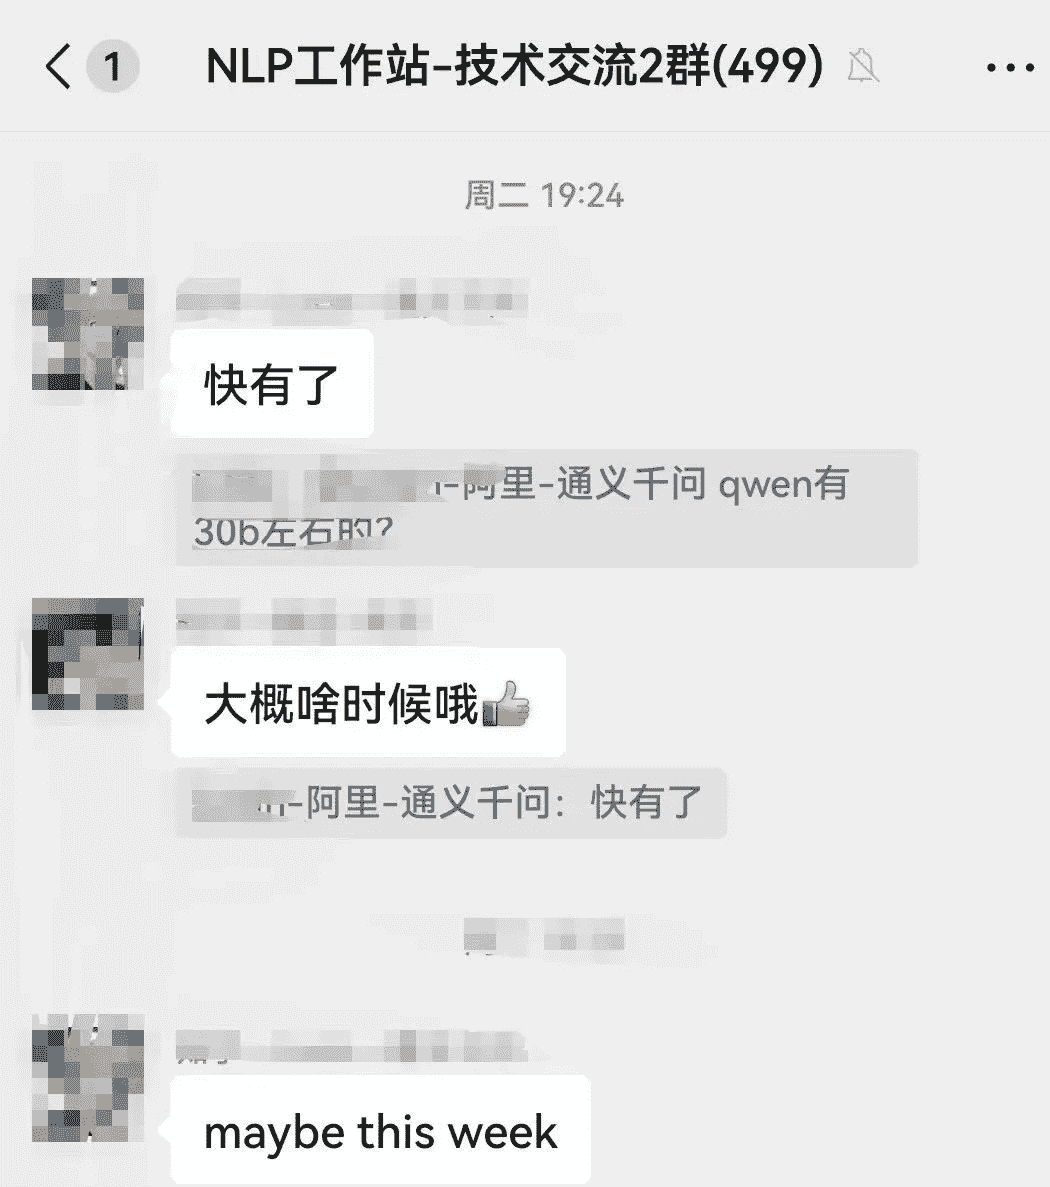 1
NLP工作站-技术交流2群(499)
周二 19:24
快有了
-阿里-通义千问 qwen有
30b左右的?
大概啥时候哦👍
-阿里-通义千问：快有了
maybe this week